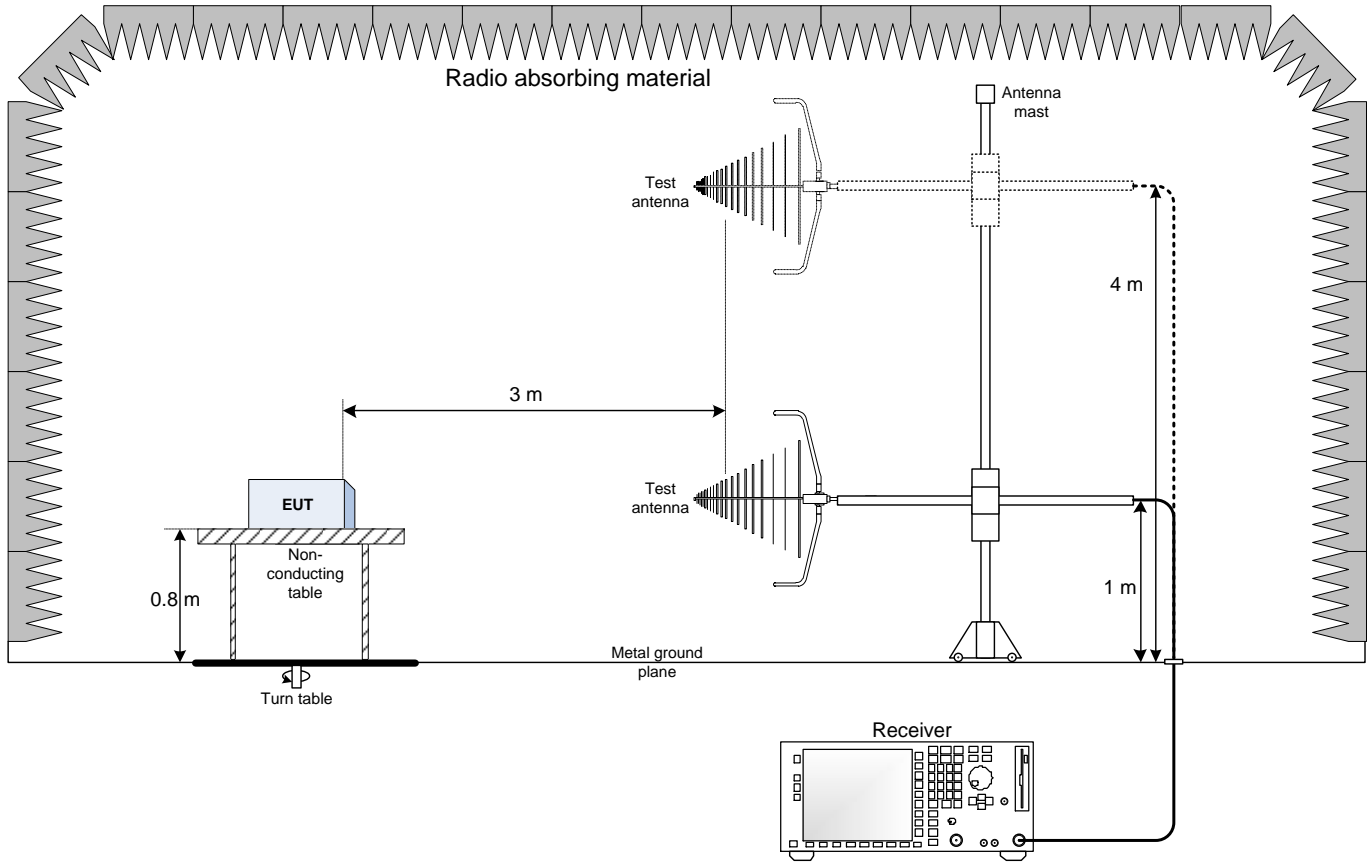 Radio absorbing material
Antenna
mast
Test
antenna
4 m
3 m
Test
antenna
EUT
Non-
conducting
table
0.8 m
1 m
Metal ground
plane
Turn table
Receiver